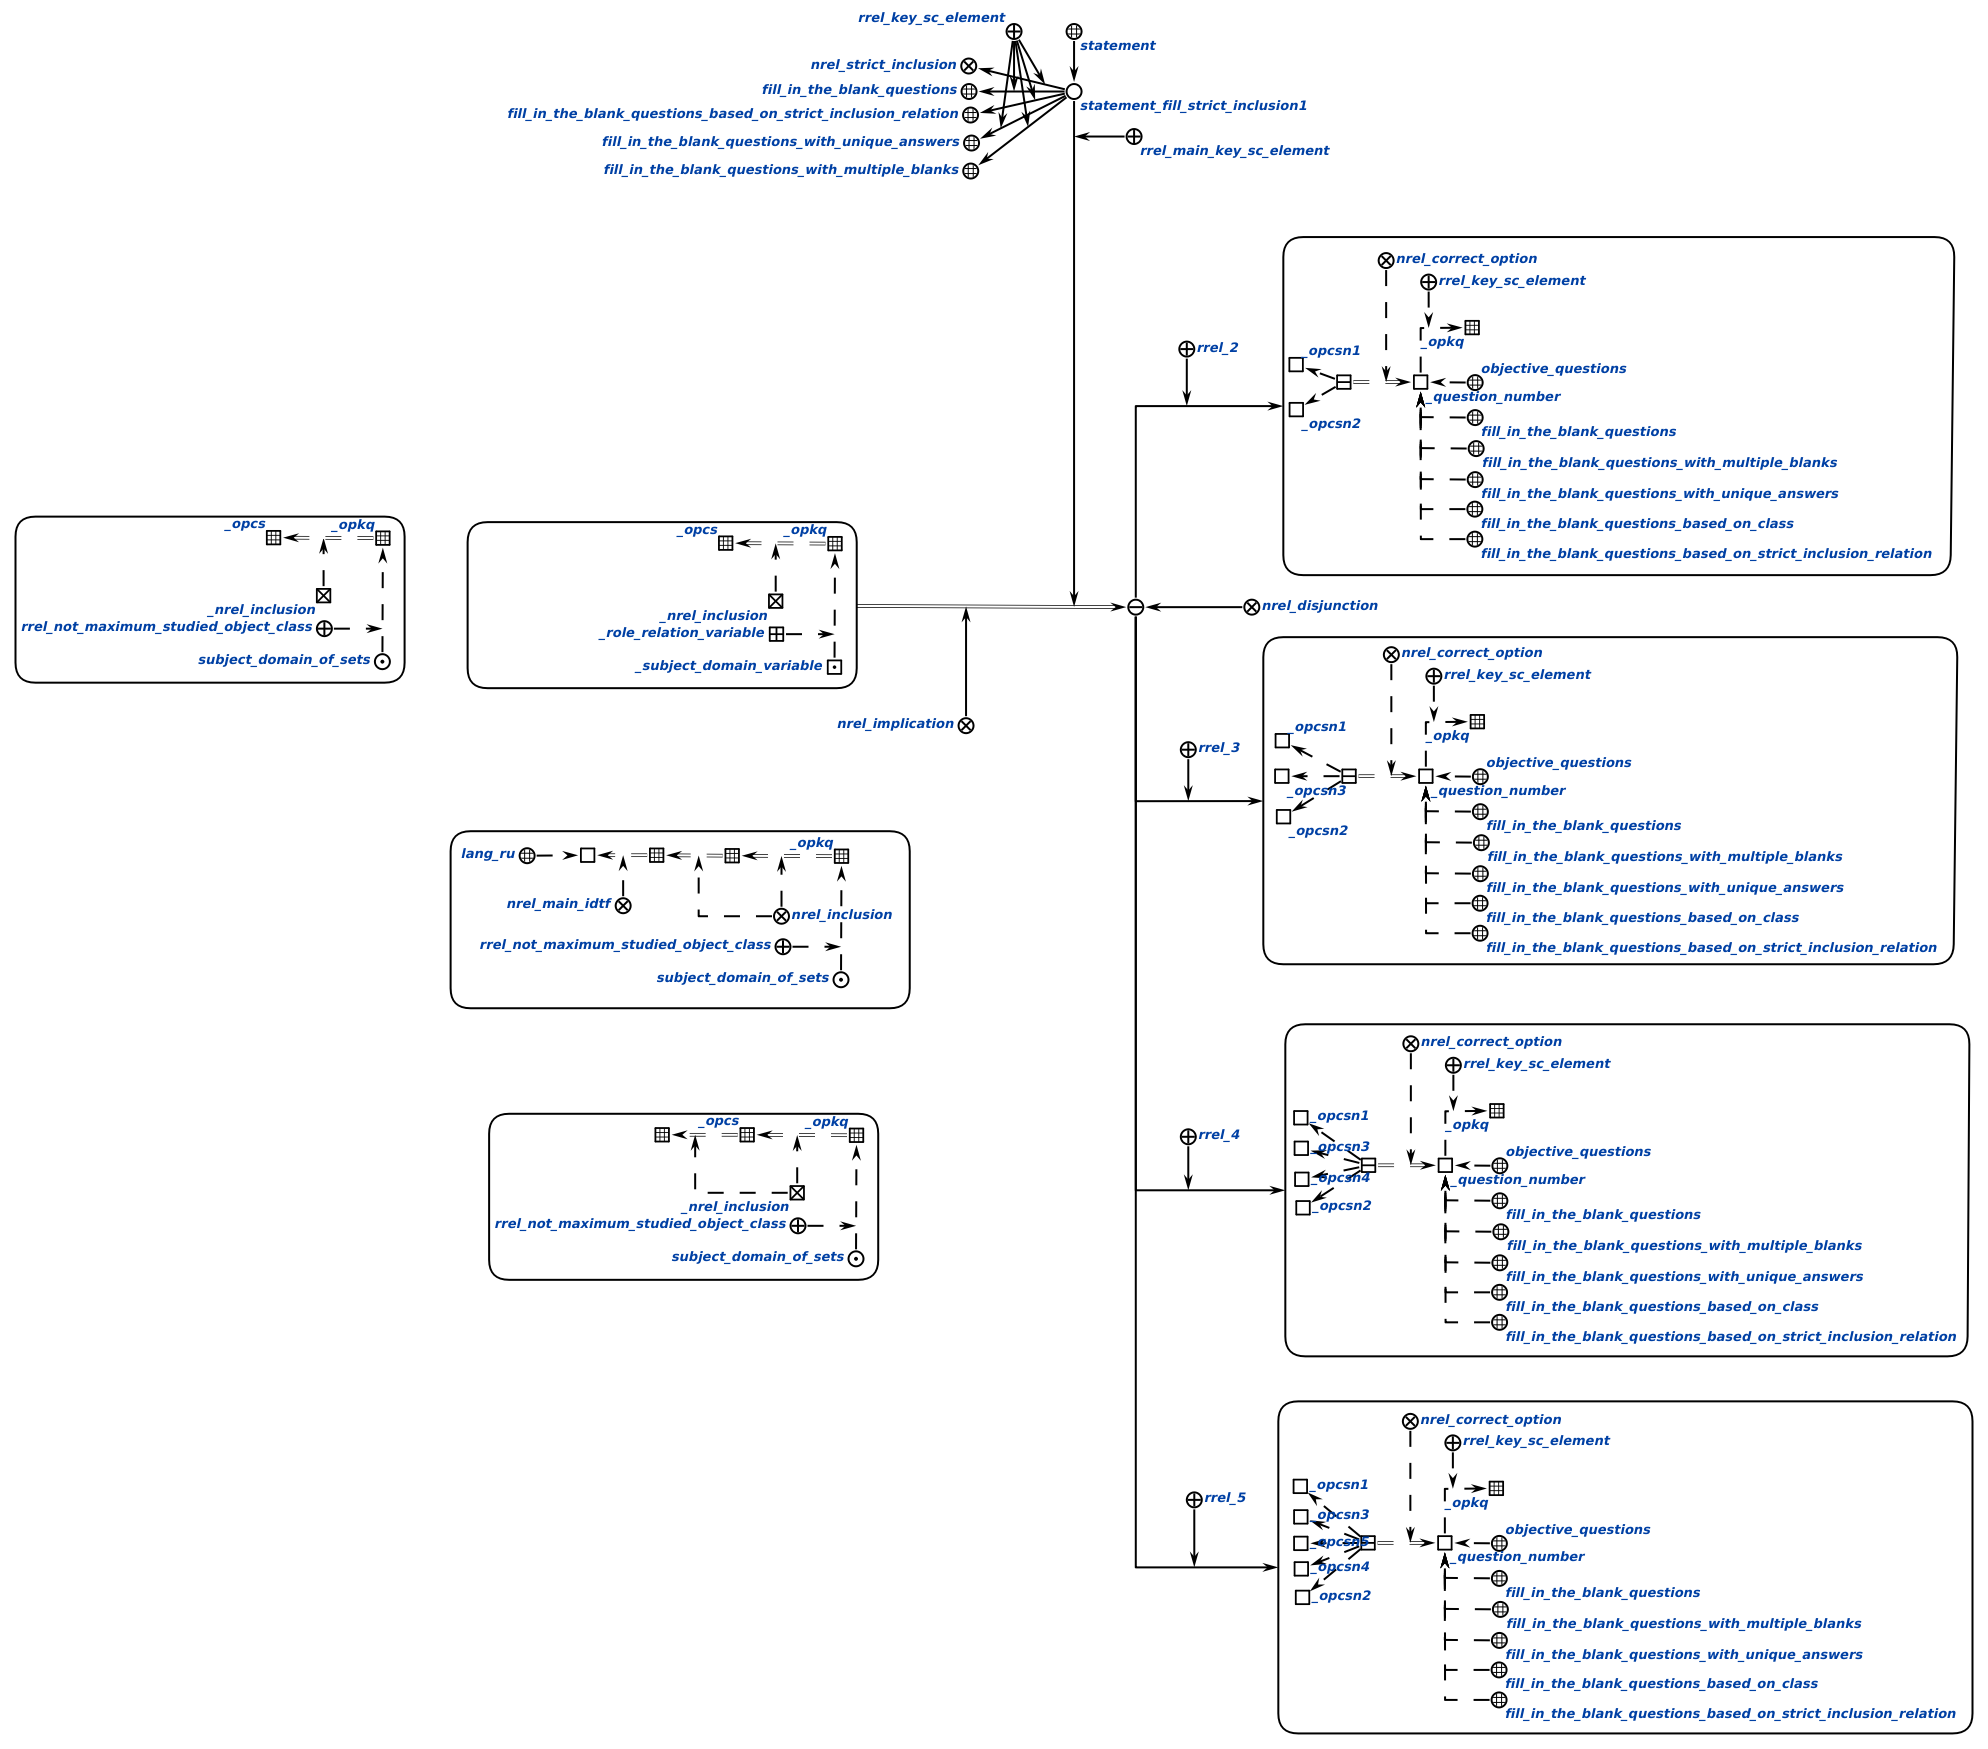 rrel_key_sc_element
statement
nrel_strict_inclusion
fill_in_the_blank_questions
fill_in_the_blank_questions_based_on_strict_inclusion_relation
statement_fill_strict_inclusion1
fill_in_the_blank_questions_with_unique_answers
rrel_main_key_sc_element
fill_in_the_blank_questions_with_multiple_blanks
nrel_correct_option
rrel_key_sc_element
rrel_2
_opkq
_opcsn1
objective_questions
_question_number
_opcsn2
fill_in_the_blank_questions
fill_in_the_blank_questions_with_multiple_blanks
fill_in_the_blank_questions_with_unique_answers
fill_in_the_blank_questions_based_on_class
fill_in_the_blank_questions_based_on_strict_inclusion_relation
_opcs
_opkq
_nrel_inclusion
rrel_not_maximum_studied_object_class
subject_domain_of_sets
_opcs
_opkq
_nrel_inclusion
_role_relation_variable
_subject_domain_variable
nrel_disjunction
nrel_implication
nrel_correct_option
rrel_key_sc_element
_opcsn1
_opkq
rrel_3
objective_questions
_opcsn3
_question_number
_opcsn2
fill_in_the_blank_questions
fill_in_the_blank_questions_with_multiple_blanks
fill_in_the_blank_questions_with_unique_answers
fill_in_the_blank_questions_based_on_class
fill_in_the_blank_questions_based_on_strict_inclusion_relation
_opkq
lang_ru
nrel_main_idtf
nrel_inclusion
rrel_not_maximum_studied_object_class
subject_domain_of_sets
_opcs
_opkq
_nrel_inclusion
rrel_not_maximum_studied_object_class
subject_domain_of_sets
nrel_correct_option
rrel_key_sc_element
_opcsn1
_opkq
rrel_4
_opcsn3
objective_questions
_opcsn4
_question_number
_opcsn2
fill_in_the_blank_questions
fill_in_the_blank_questions_with_multiple_blanks
fill_in_the_blank_questions_with_unique_answers
fill_in_the_blank_questions_based_on_class
fill_in_the_blank_questions_based_on_strict_inclusion_relation
nrel_correct_option
rrel_key_sc_element
_opcsn1
rrel_5
_opkq
_opcsn3
objective_questions
_opcsn5
_question_number
_opcsn4
_opcsn2
fill_in_the_blank_questions
fill_in_the_blank_questions_with_multiple_blanks
fill_in_the_blank_questions_with_unique_answers
fill_in_the_blank_questions_based_on_class
fill_in_the_blank_questions_based_on_strict_inclusion_relation